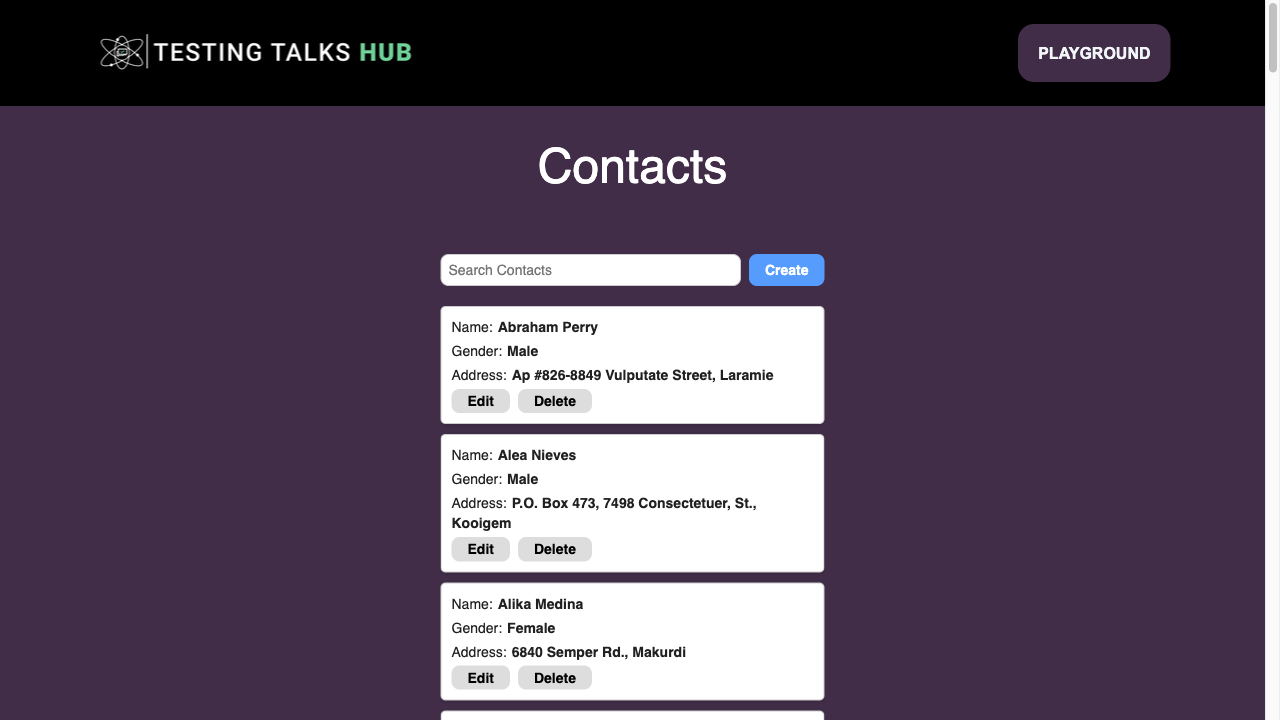 TESTING TALKS HUB
PLAYGROUND
Contacts
Search Contacts
Create
Name: Abraham Perry
Gender: Male
Address: Ap #826-8849 Vulputate Street, Laramie
Edit Delete
Name: Alea Nieves
Gender: Male
Address: P.O. Box 473, 7498 Consectetuer, St.,
Kooigem
Edit Delete
Name: Alika Medina
Gender: Female
Address: 6840 Semper Rd., Makurdi
Edit Delete